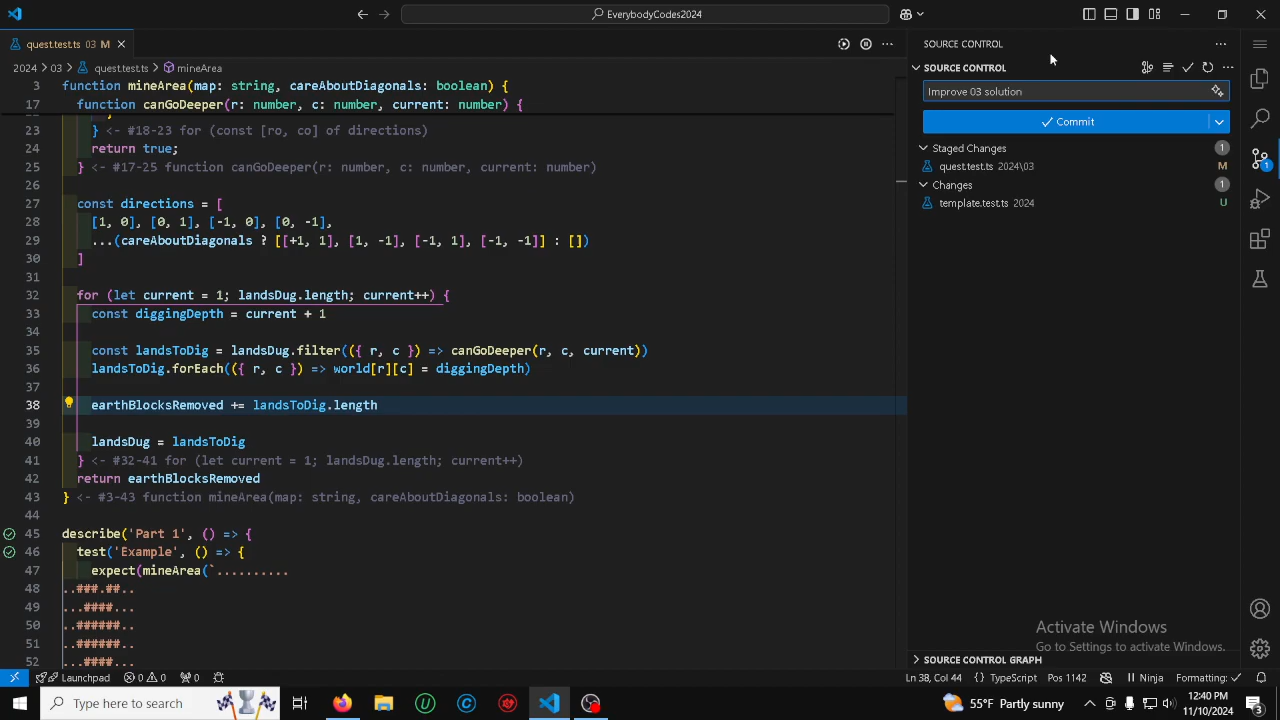 EverybodyCodes2024
quest.test.ts 03 M
2024 03 quest.test.ts mineArea
SOURCE CONTROL
SOURCE CONTROL
Improve 03 solution
Commit
Staged Changes 1
quest.test.ts 2024\03 M
Changes 1
template.test.ts 2024 U
3 function mineArea(map: string, careAboutDiagonals: boolean) {
17 function canGoDeeper(r: number, c: number, current: number) {
23 } <- #18-23 for (const [ro, co] of directions)
24 return true;
25 } <- #17-25 function canGoDeeper(r: number, c: number, current: number)
26
27 const directions = [
28 [1, 0], [0, 1], [-1, 0], [0, -1],
29 ...(careAboutDiagonals ? [[+1, 1], [1, -1], [-1, 1], [-1, -1]] : [])
30 ]
31
32 for (let current = 1; landsDug.length; current++) {
33 const diggingDepth = current + 1
34
35 const landsToDig = landsDug.filter(({ r, c }) => canGoDeeper(r, c, current))
36 landsToDig.forEach(({ r, c }) => world[r][c] = diggingDepth)
37
38 earthBlocksRemoved += landsToDig.length
39
40 landsDug = landsToDig
41 } <- #32-41 for (let current = 1; landsDug.length; current++)
42 return earthBlocksRemoved
43 } <- #3-43 function mineArea(map: string, careAboutDiagonals: boolean)
44
45 describe('Part 1', () => {
46 test('Example', () => {
47 expect(mineArea(`..........
48 ..###.##..
49 ...####...
50 ..######..
51 ..######..
52 ...####...
Activate Windows
Go to Settings to activate Windows.
SOURCE CONTROL GRAPH
Launchpad 0 0 0 Ln 38, Col 44 {} TypeScript Pos 1142 Ninja Formatting:
1
Type here to search
55°F Partly sunny
12:40 PM
11/10/2024
3